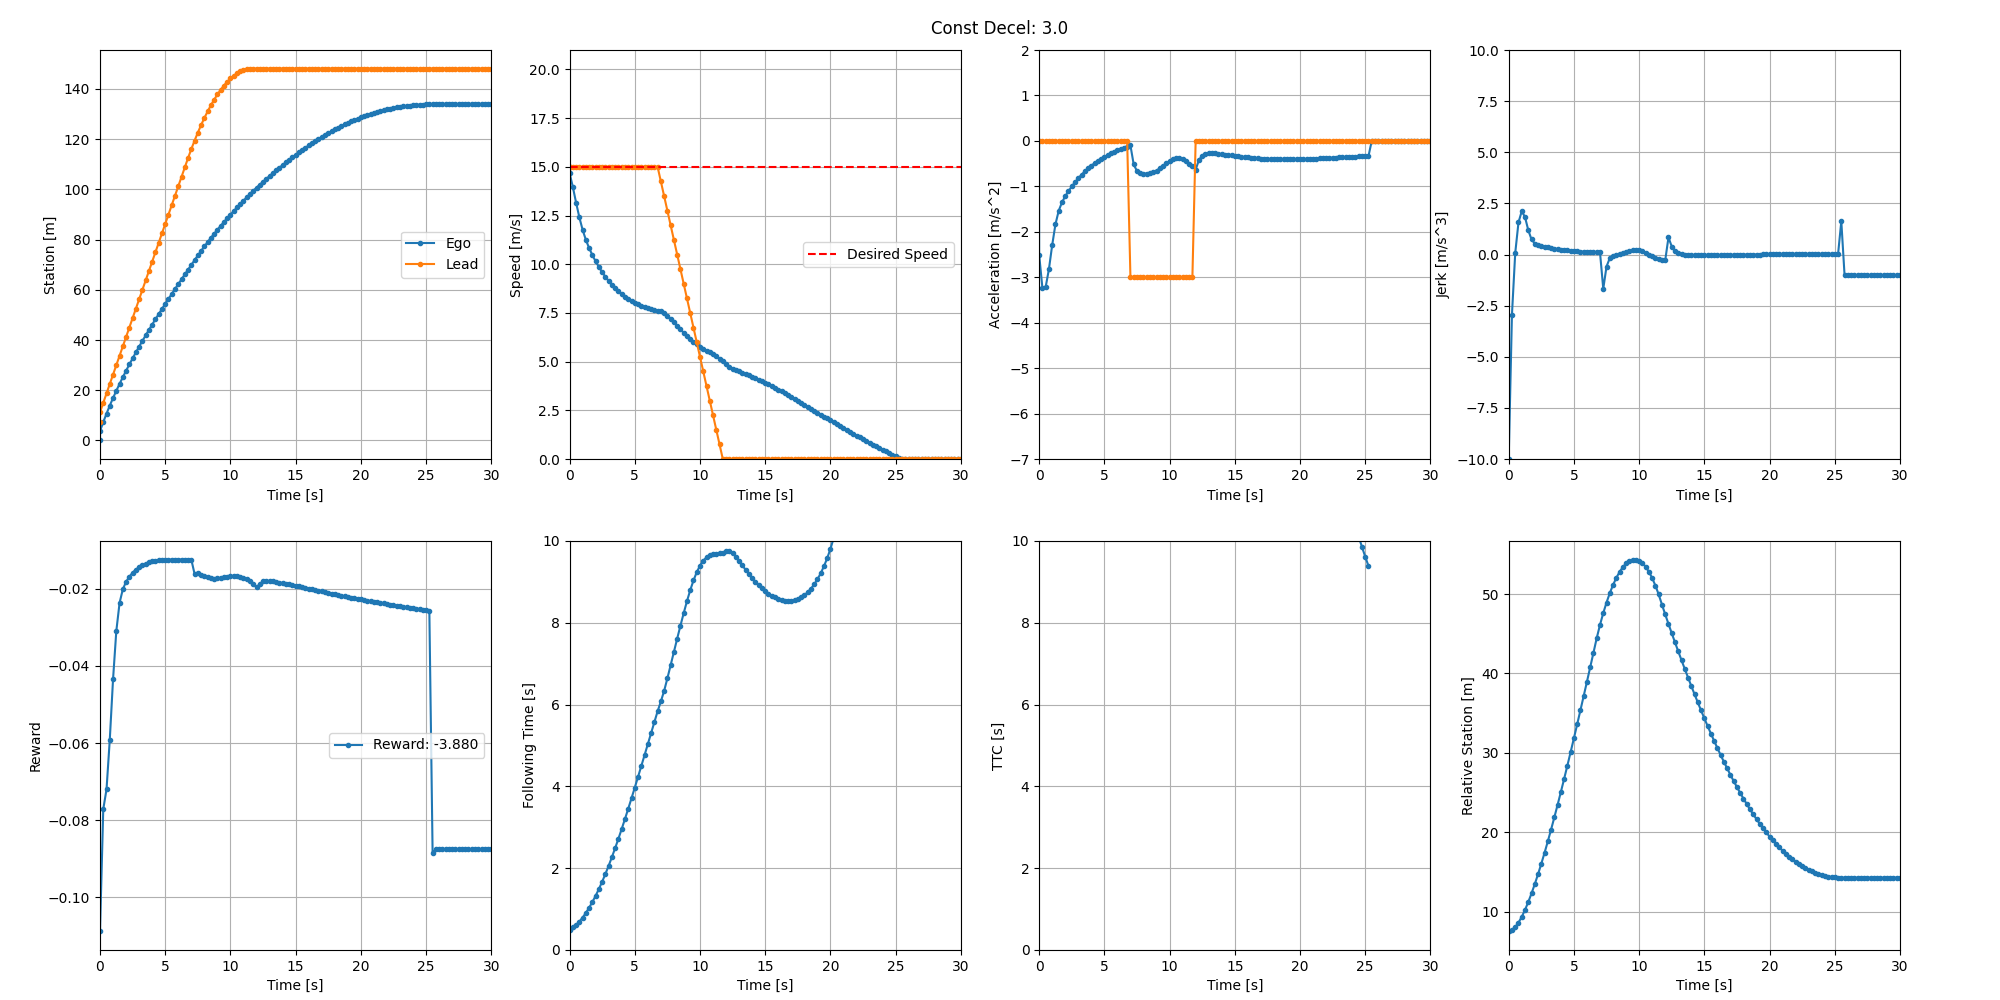 Const Decel: 3.0
Station [m]
140
120
100
80
60
40
20
0
Ego
Lead
0 5 10 15 20 25 30
Time [s]
Speed [m/s]
20.0
17.5
15.0
12.5
10.0
7.5
5.0
2.5
0.0
Desired Speed
0 5 10 15 20 25 30
Time [s]
Acceleration [m/s^2]
2
1
0
−1
−2
−3
−4
−5
−6
−7
0 5 10 15 20 25 30
Time [s]
Jerk [m/s^3]
10.0
7.5
5.0
2.5
0.0
−2.5
−5.0
−7.5
−10.0
0 5 10 15 20 25 30
Time [s]
Reward
−0.02
−0.04
−0.06
−0.08
−0.10
Reward: -3.880
0 5 10 15 20 25 30
Time [s]
Following Time [s]
10
8
6
4
2
0
0 5 10 15 20 25 30
Time [s]
TTC [s]
10
8
6
4
2
0
0 5 10 15 20 25 30
Time [s]
Relative Station [m]
50
40
30
20
10
0 5 10 15 20 25 30
Time [s]